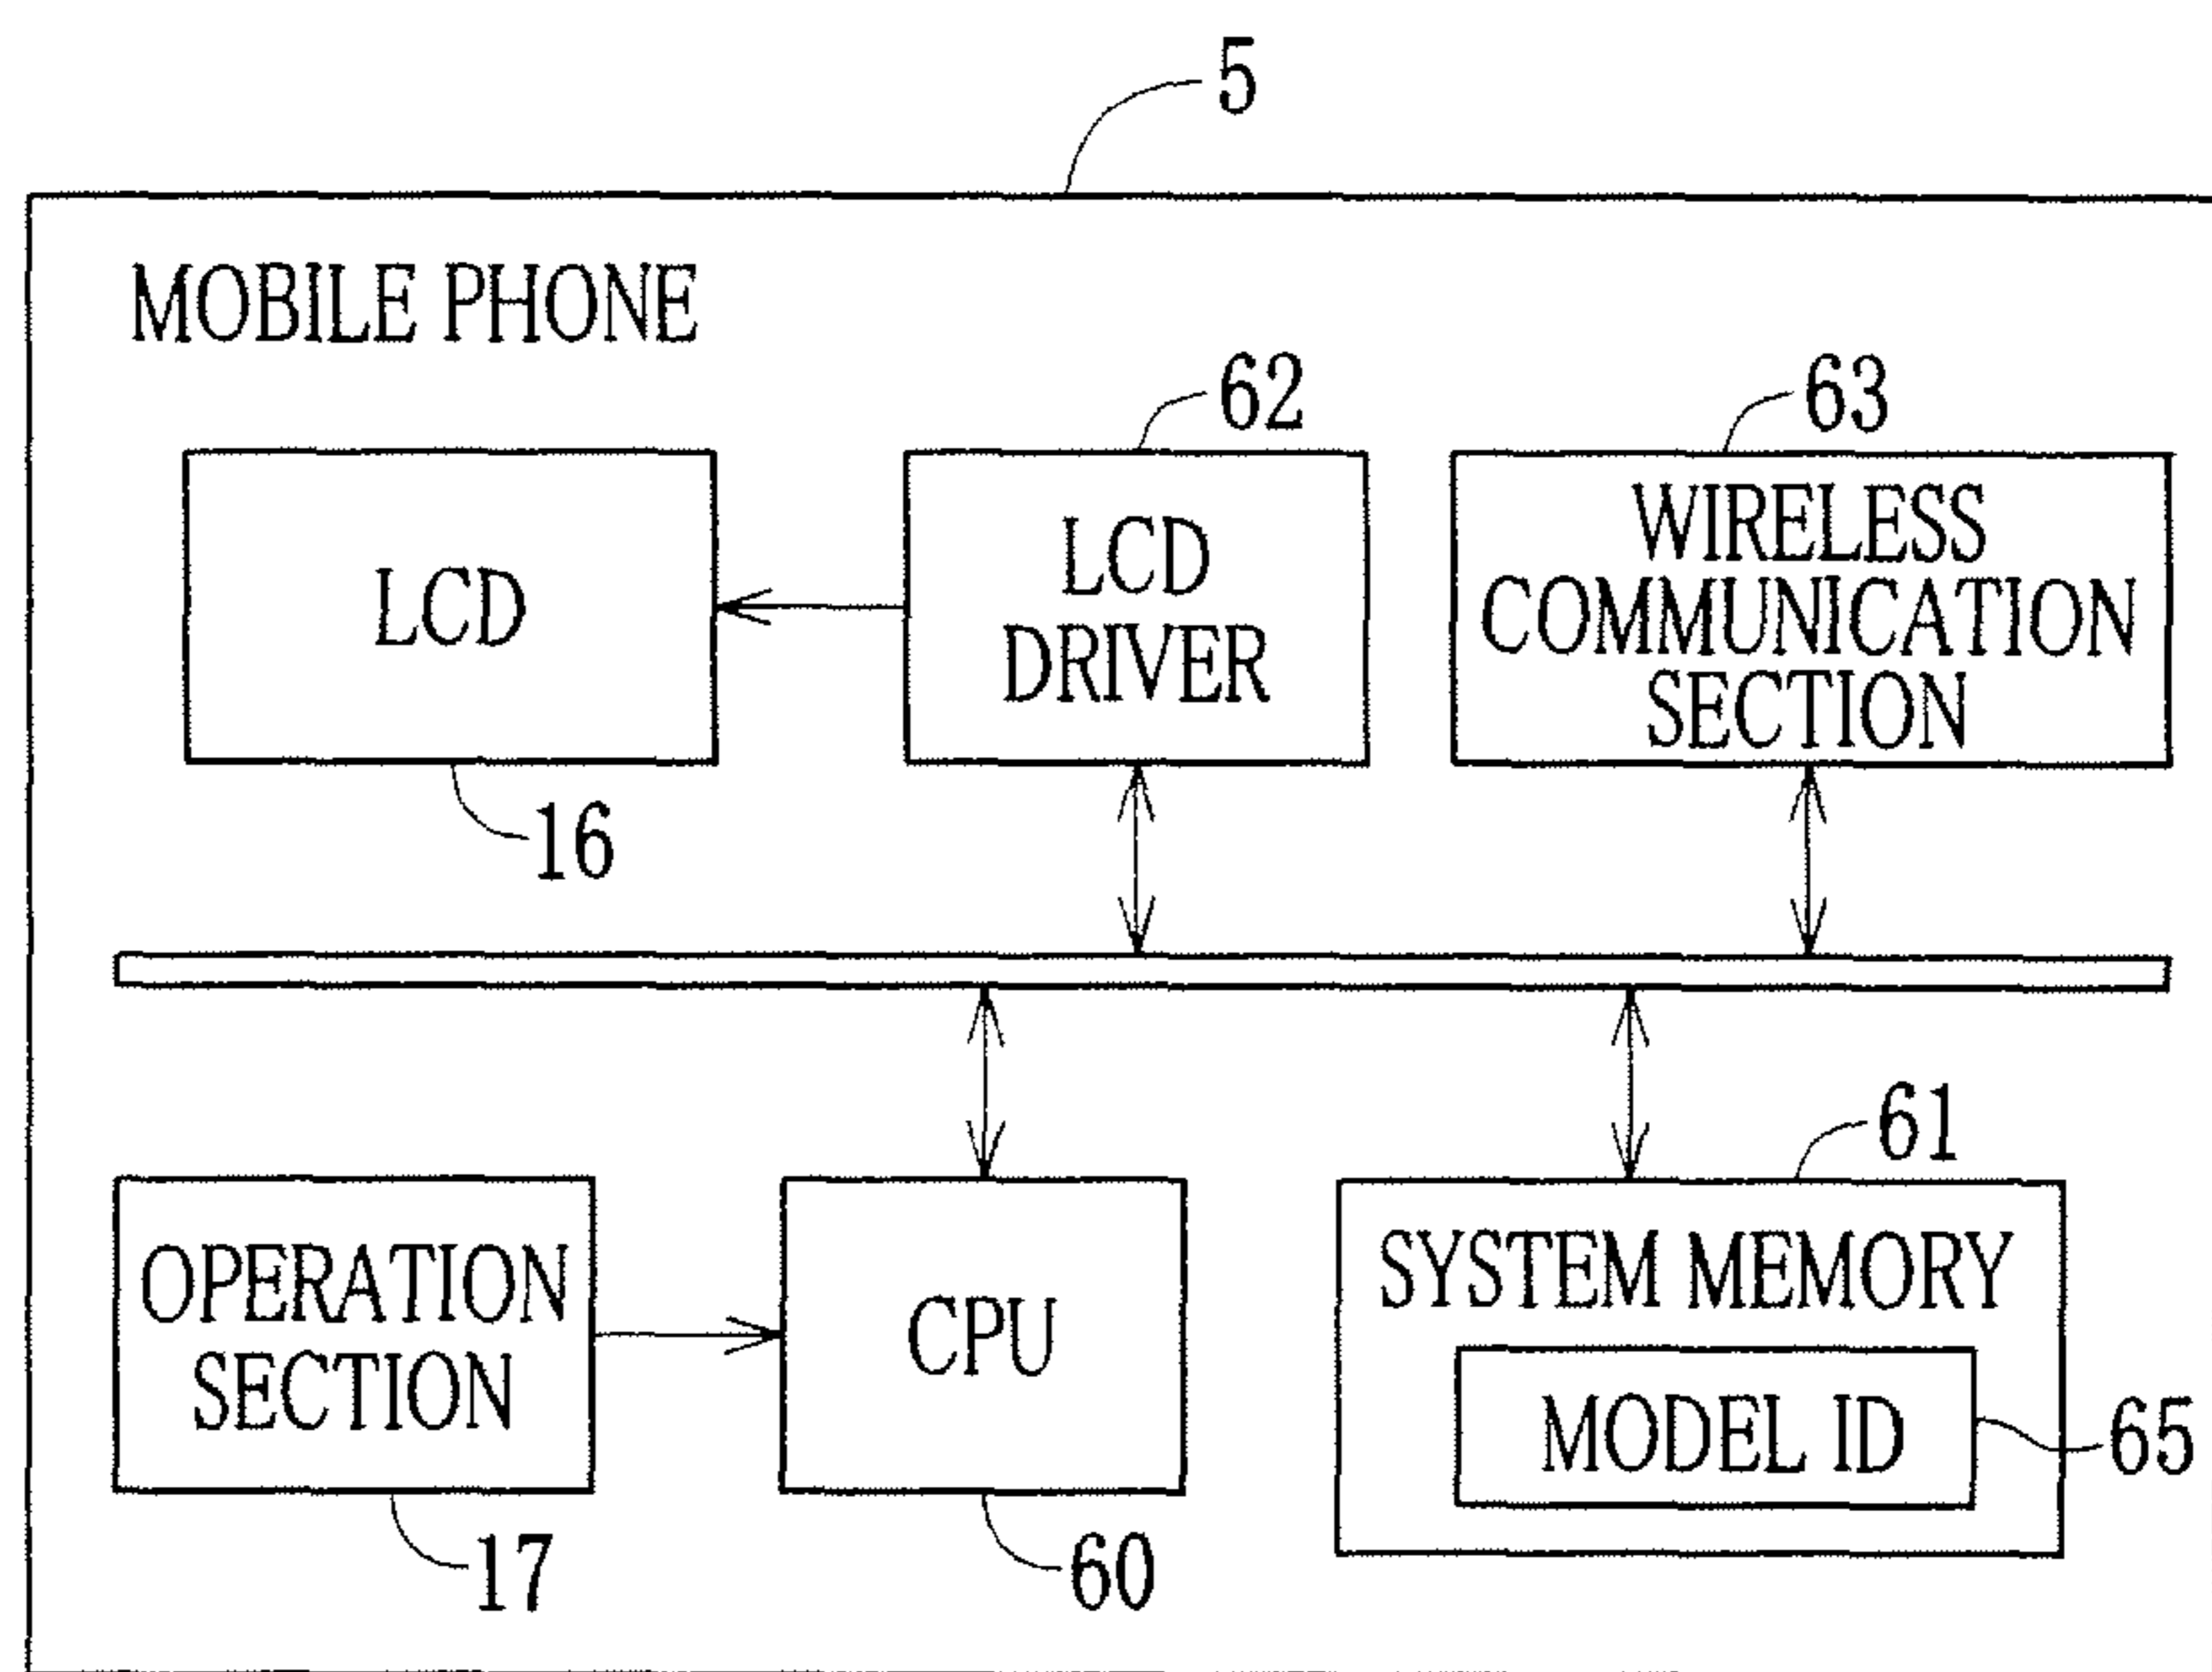 5
MOBILE PHONE
62
63
LCD
LCD
DRIVER
WIRELESS
COMMUNICATION
SECTION
16
61
OPERATION
SECTION
CPU
SYSTEM MEMORY
MODEL ID
65
17
60